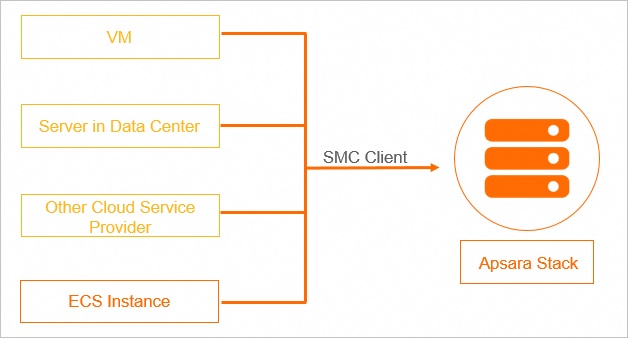 VM
Server in Data Center
Other Cloud Service
Provider
ECS Instance
SMC Client
Apsara Stack